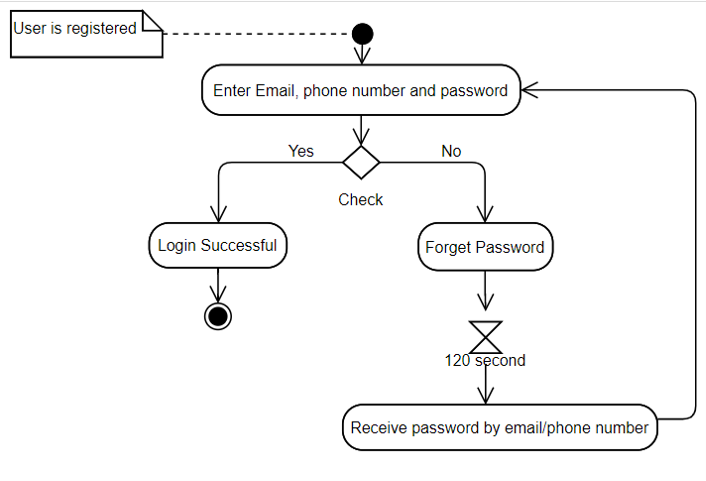 User is registered
Enter Email, phone number and password
Yes
No
Check
Login Successful
Forget Password
120 second
Receive password by email/phone number